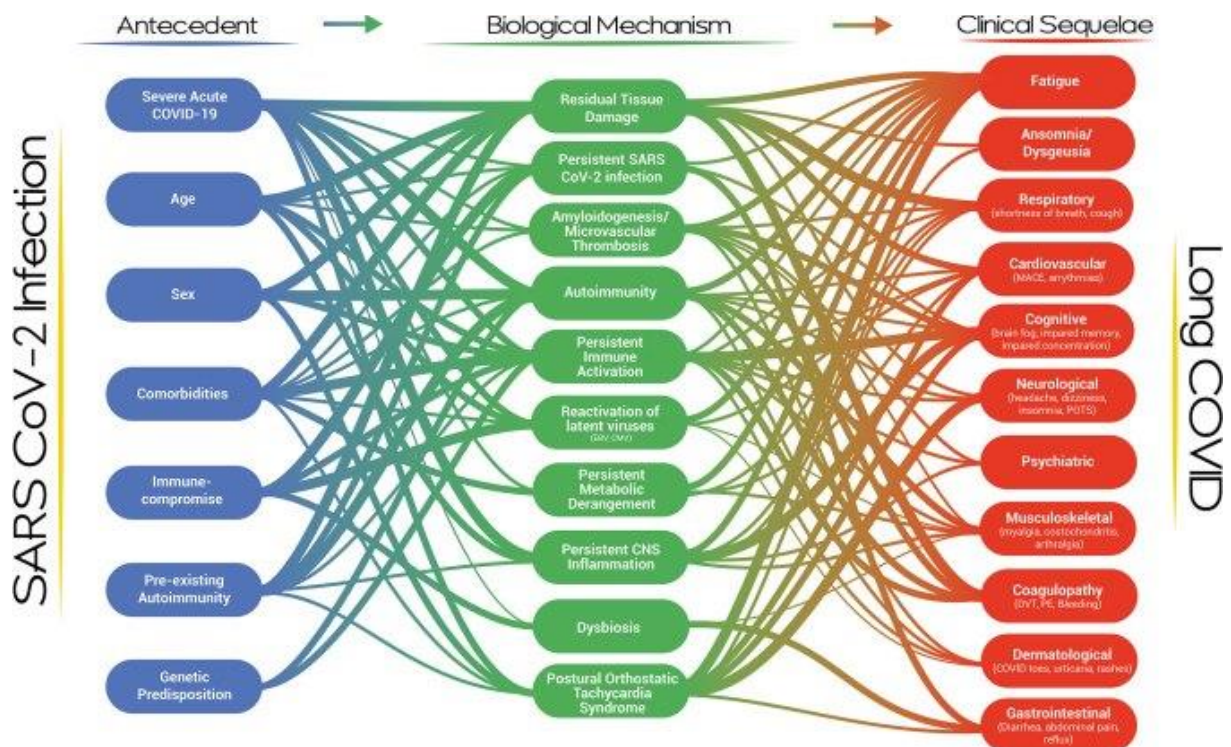 Antecedent
Biological Mechanism
Clinical Sequelae
SARS CoV-2 Infection
Severe Acute
COVID-19
Age
Sex
Comorbidities
Immune-
compromise
Pre-existing
Autoimmunity
Genetic
Predisposition
Residual Tissue
Damage
Persistent SARS
CoV-2 infection
Amyloidogenesis/
Microvascular
Thrombosis
Autoimmunity
Persistent
Immune
Activation
Reactivation of
latent viruses
(EBV, CMV)
Persistent
Metabolic
Derangement
Persistent CNS
Inflammation
Dysbiosis
Postural Orthostatic
Tachycardia
Syndrome
Fatigue
Ansomnia/
Dysgeusia
Respiratory
(shortness of breath, cough)
Cardiovascular
(MACE, arrythmias)
Cognitive
(brain fog, impaired memory,
impaired concentration)
Neurological
(headache, dizziness,
insomnia, POTS)
Psychiatric
Musculoskeletal
(myalgia, costochondritis,
arthralgia)
Coagulopathy
(DVT, PE, Bleeding)
Dermatological
(COVID toes, urticaria, rashes)
Gastrointestinal
(Diarrhea, abdominal pain,
reflux)
Long COVID